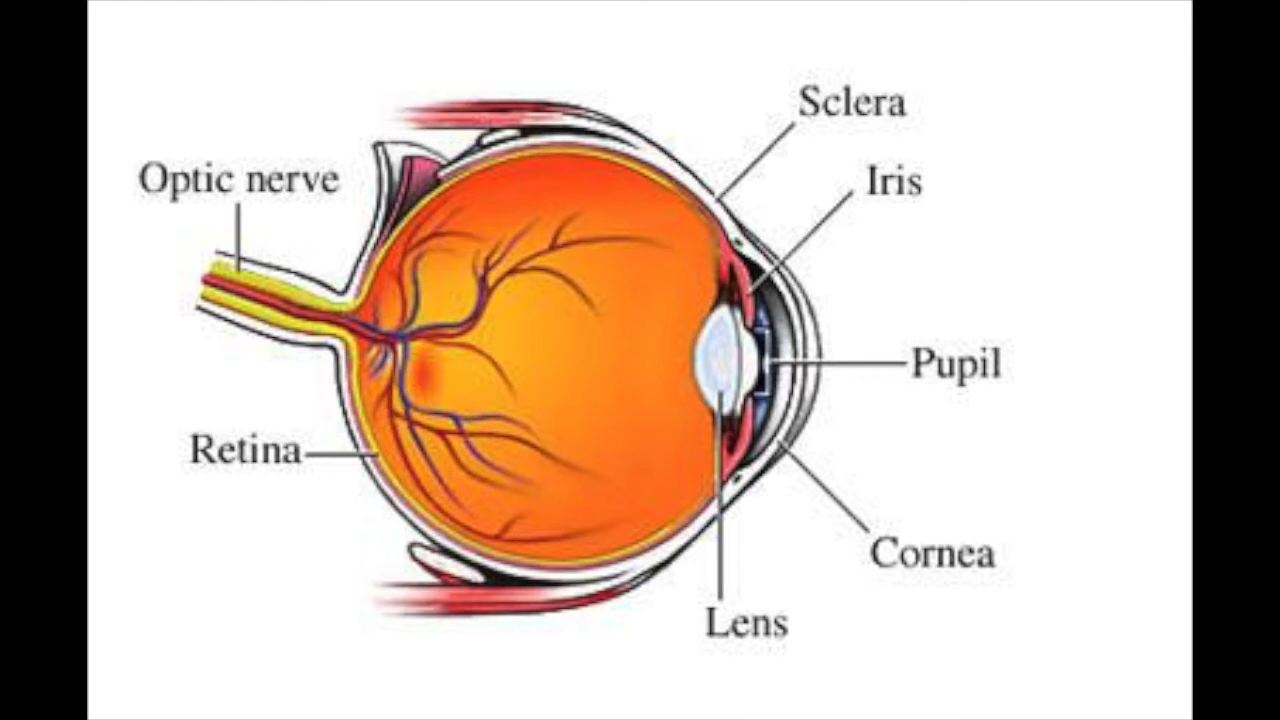 Sclera
Optic nerve
Iris
Pupil
Retina
Cornea
Lens